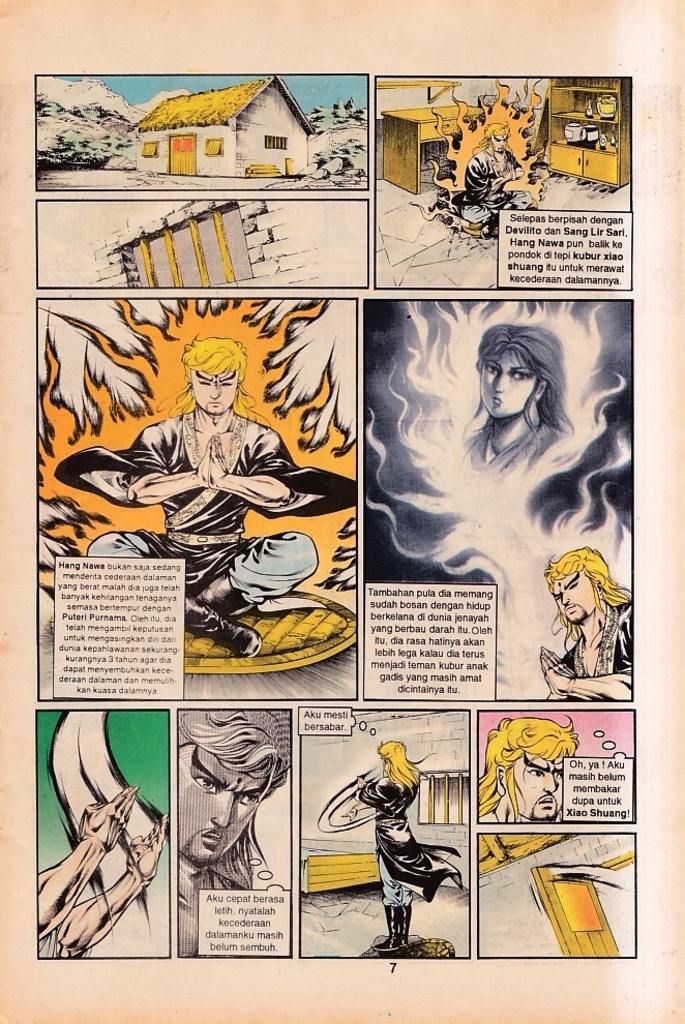 Selepas berpisah dengan
Devilito dan Sang Lir Sari,
Hang Nawa pun balik ke
pondok di tepi kubur xiao
shuang itu untuk merawat
kecederaan dalamannya.
Hang Nawa bukan saja sedang
menderita cederaan dalaman
yang berat malah dia juga telah
banyak kehilangan tenaganya
semasa bertempur dengan
Puteri Purnama. Oleh itu, dia
telah mengambil keputusan
untuk mengasingkan diri dari
dunia kepahlawanan sekurang-
kurangnya 3 tahun agar dia
dapat menyembuhkan kece-
deraan dalaman dan memulih-
kan kuasa dalamnya.
Tambahan pula dia memang
sudah bosan dengan hidup
berkelana di dunia jenayah
yang berbau darah itu. Oleh
itu, dia rasa hatinya akan
lebih lega kalau dia terus
menjadi teman kubur anak
gadis yang masih amat
dicintainya itu.
Aku cepat berasa
letih. nyatalah
kecederaan
dalamanku masih
belum sembuh.
Aku mesti
bersabar.
Oh, ya ! Aku
masih belum
membakar
dupa untuk
Xiao Shuang!
7